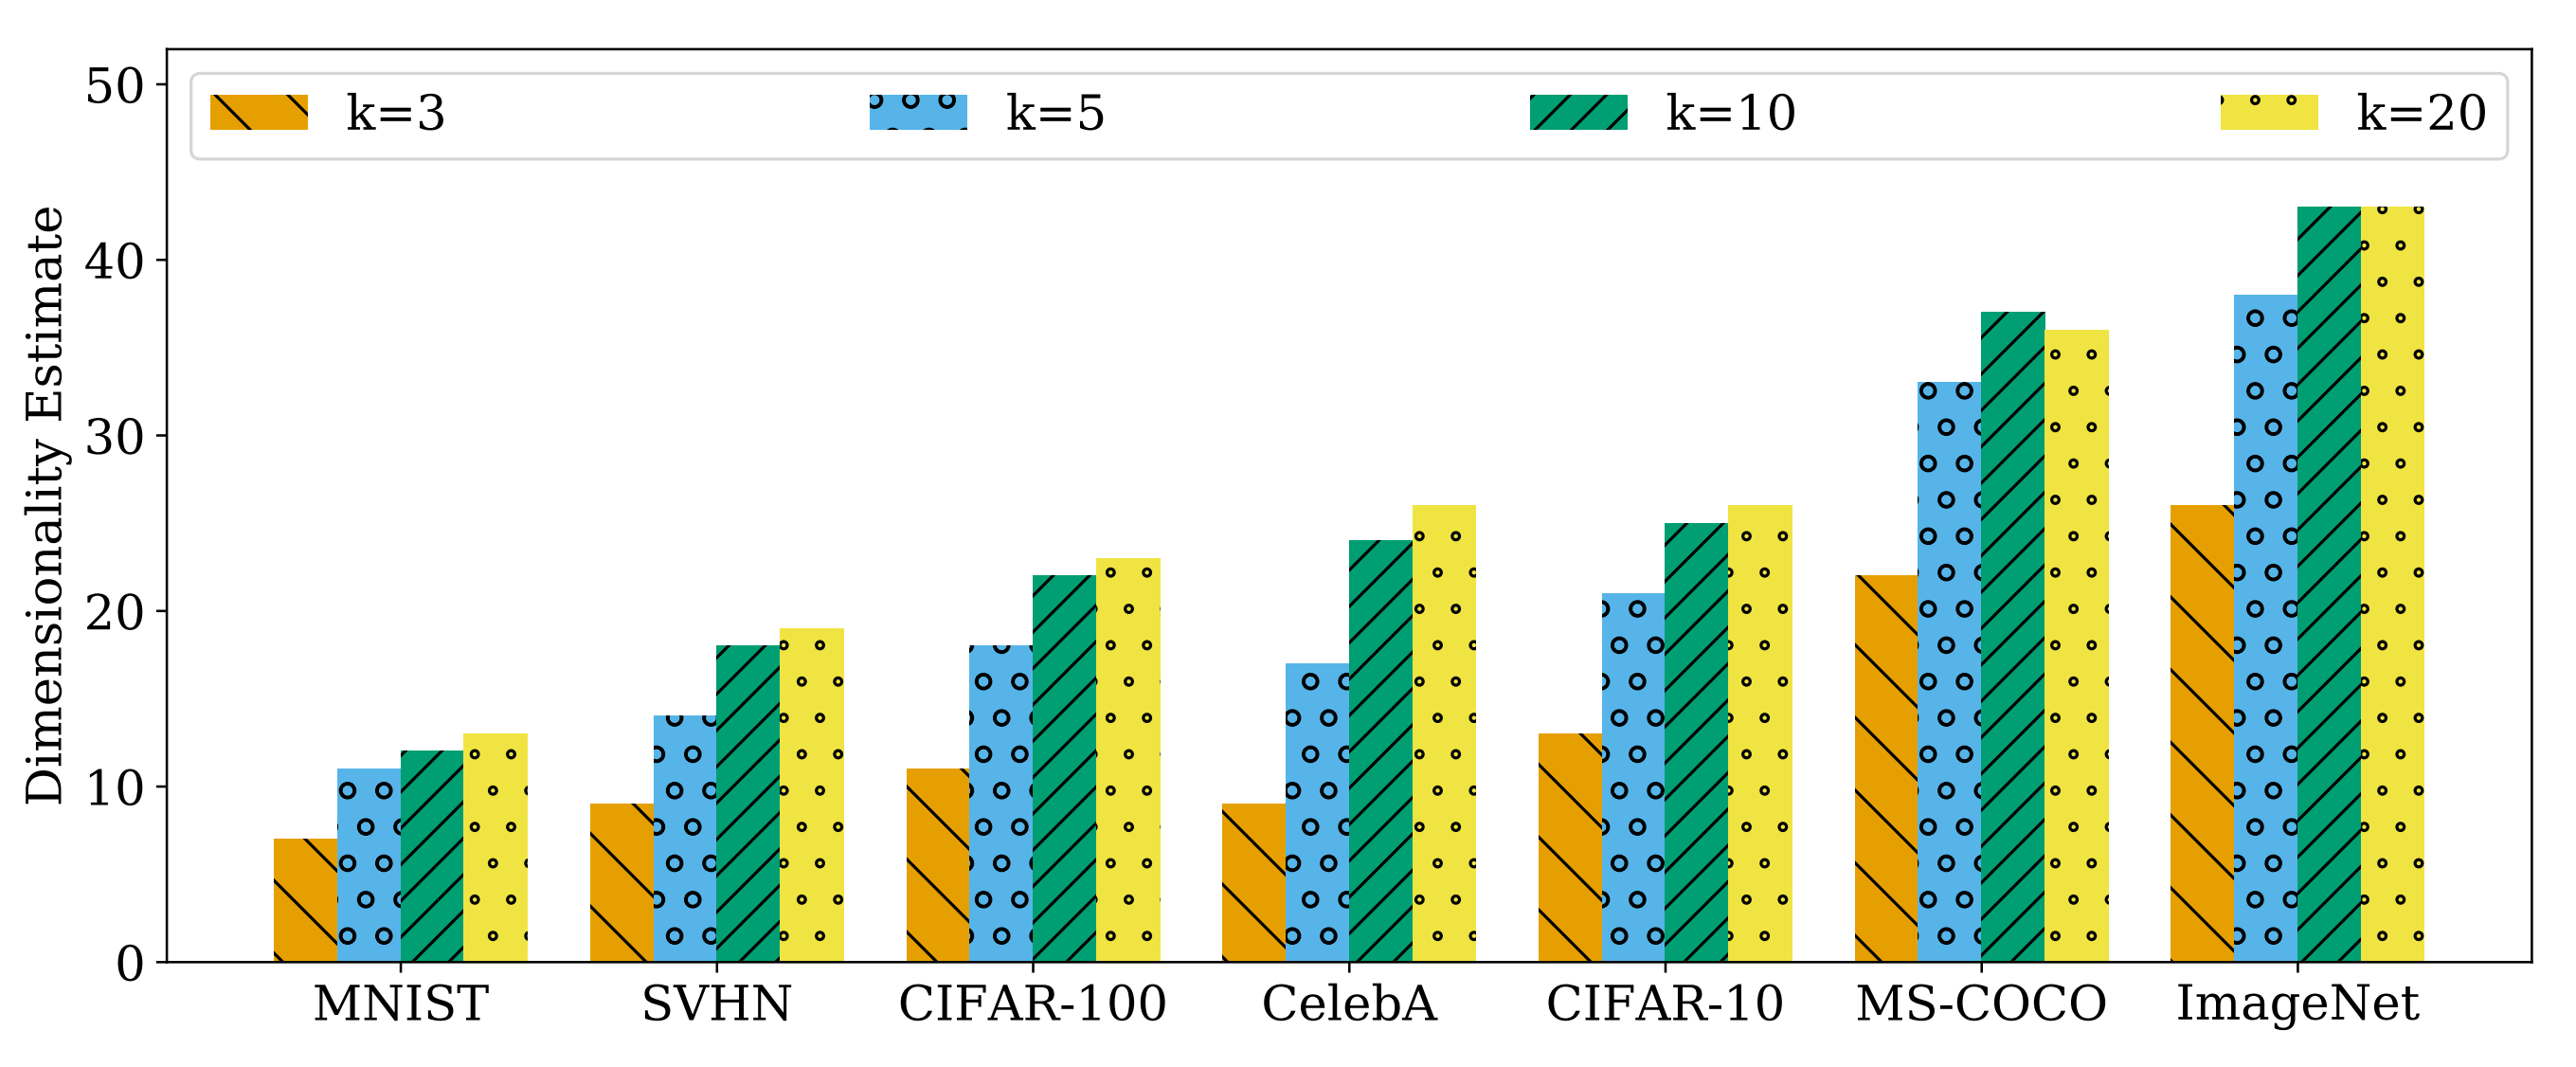 Dimensionality Estimate
50
40
30
20
10
0
k=3 k=5 k=10 k=20
MNIST SVHN CIFAR-100 CelebA CIFAR-10 MS-COCO ImageNet